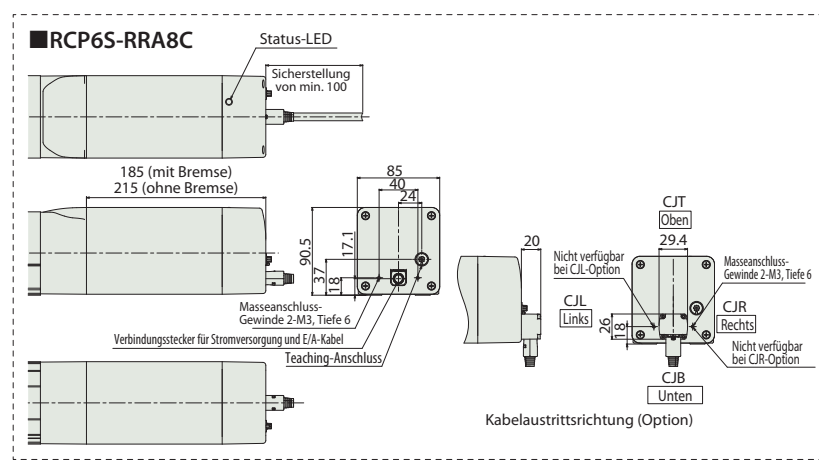 ■RCP6S-RRA8C
Status-LED
Sicherstellung
von min. 100
185 (mit Bremse)
215 (ohne Bremse)
85
40
24
90.5
37
18
17.1
Masseanschluss-
Gewinde 2-M3, Tiefe 6
Verbindungsstecker für Stromversorgung und E/A-Kabel
Teaching-Anschluss
20
CJT
Oben
29.4
Nicht verfügbar
bei CJL-Option
Masseanschluss-
Gewinde 2-M3, Tiefe 6
CJL
Links
26
18
CJR
Rechts
Nicht verfügbar
bei CJR-Option
CJB
Unten
Kabelaustrittsrichtung (Option)